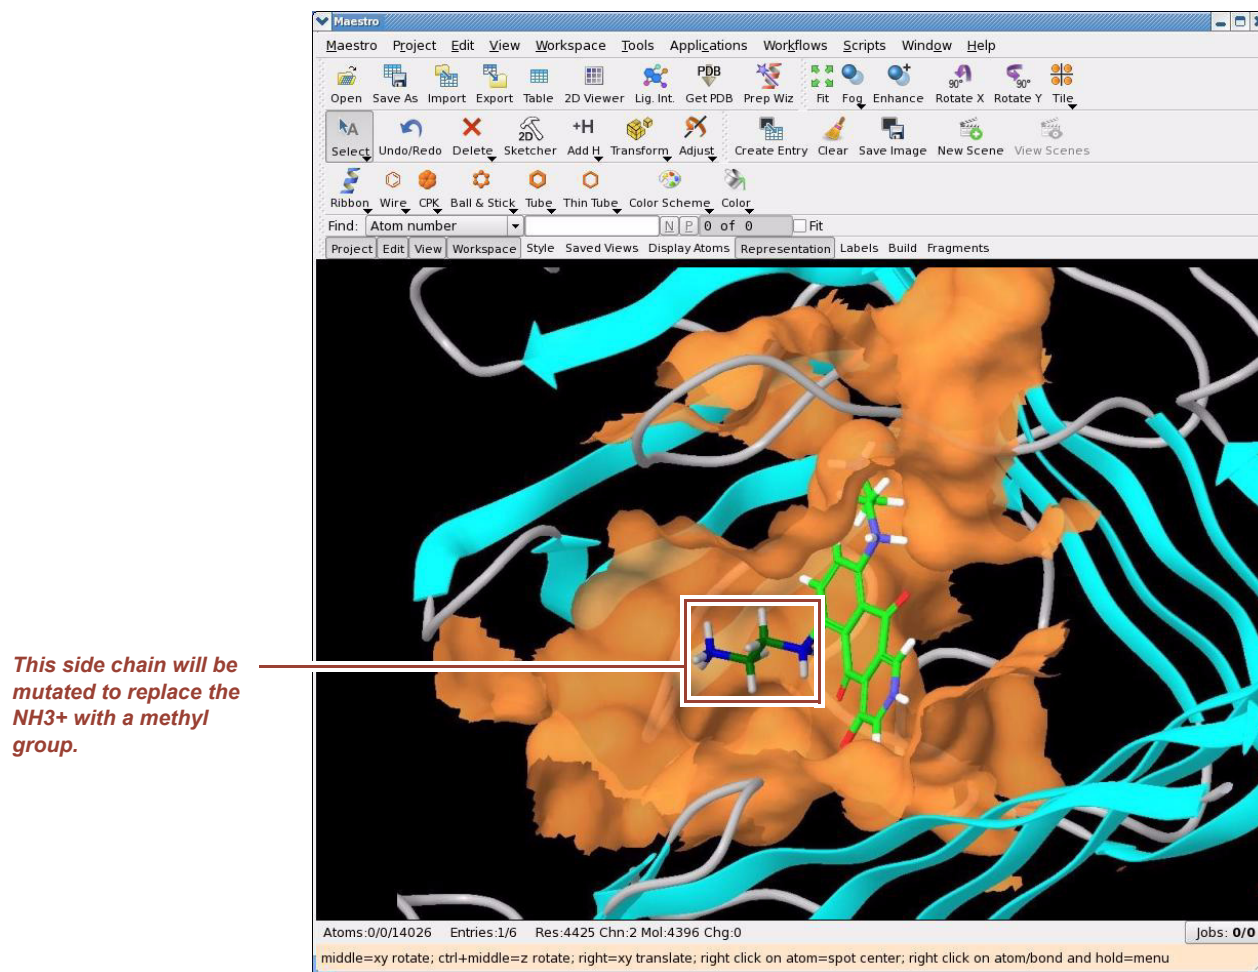 Maestro
Maestro Project Edit View Workspace Tools Applications Workflows Scripts Window Help
Open Save As Import Export Table 2D Viewer Lig. Int. Get PDB Prep Wiz Fit Fog Enhance Rotate X Rotate Y Tile
Select Undo/Redo Delete Sketcher Add H Transform Adjust Create Entry Clear Save Image New Scene View Scenes
Ribbon Wire CPK Ball & Stick Tube Thin Tube Color Scheme Color
Find: Atom number N P 0 of 0 Fit
Project Edit View Workspace Style Saved Views Display Atoms Representation Labels Build Fragments
This side chain will be
mutated to replace the
NH3+ with a methyl
group.
Atoms:0/0/14026 Entries:1/6 Res:4425 Chn:2 Mol:4396 Chg:0 Jobs: 0/0
middle=xy rotate; ctrl+middle=z rotate; right=xy translate; right click on atom=spot center; right click on atom/bond and hold=menu